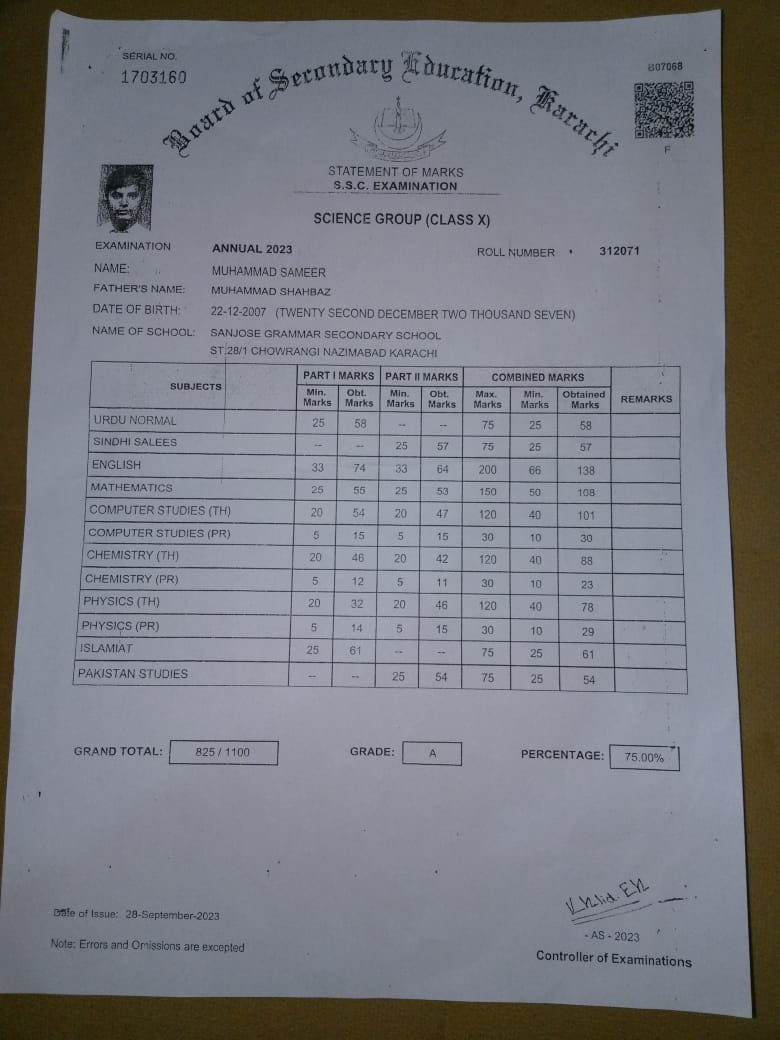 SERIAL NO.
1703160
B07068
Board of Secondary Education, Karachi
F
STATEMENT OF MARKS
S.S.C. EXAMINATION
SCIENCE GROUP (CLASS X)
EXAMINATION ANNUAL 2023 ROLL NUMBER 312071
NAME: MUHAMMAD SAMEER
FATHER'S NAME: MUHAMMAD SHAHBAZ
DATE OF BIRTH: 22-12-2007 (TWENTY SECOND DECEMBER TWO THOUSAND SEVEN)
NAME OF SCHOOL: SANJOSE GRAMMAR SECONDARY SCHOOL
ST.28/1 CHOWRANGI NAZIMABAD KARACHI
SUBJECTS PART I MARKS PART II MARKS COMBINED MARKS REMARKS
Min. Marks Obt. Marks Min. Marks Obt. Marks Max. Marks Min. Marks Obtained Marks
URDU NORMAL 25 58 -- -- 75 25 58
SINDHI SALEES -- -- 25 57 75 25 57
ENGLISH 33 74 33 64 200 66 138
MATHEMATICS 25 55 25 53 150 50 108
COMPUTER STUDIES (TH) 20 54 20 47 120 40 101
COMPUTER STUDIES (PR) 5 15 5 15 30 10 30
CHEMISTRY (TH) 20 46 20 42 120 40 88
CHEMISTRY (PR) 5 12 5 11 30 10 23
PHYSICS (TH) 20 32 20 46 120 40 78
PHYSICS (PR) 5 14 5 15 30 10 29
ISLAMIAT 25 61 -- -- 75 25 61
PAKISTAN STUDIES -- -- 25 54 75 25 54
GRAND TOTAL: 825 / 1100 GRADE: A PERCENTAGE: 75.00%
Date of Issue: 28-September-2023
- AS - 2023
Note: Errors and Omissions are excepted
Controller of Examinations